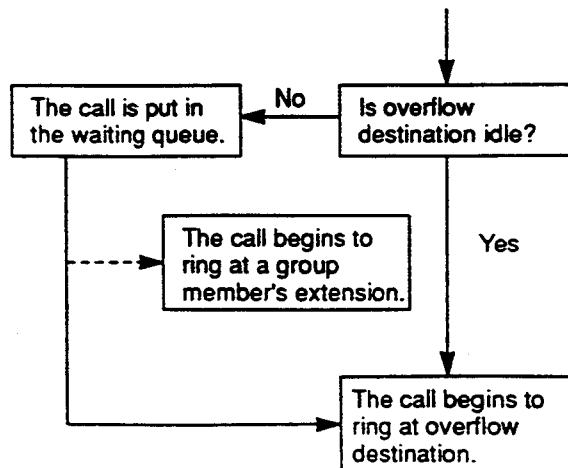 The call is put in
the waiting queue.
No
Is overflow
destination idle?
The call begins to
ring at a group
member's extension.
Yes
The call begins to
ring at overflow
destination.